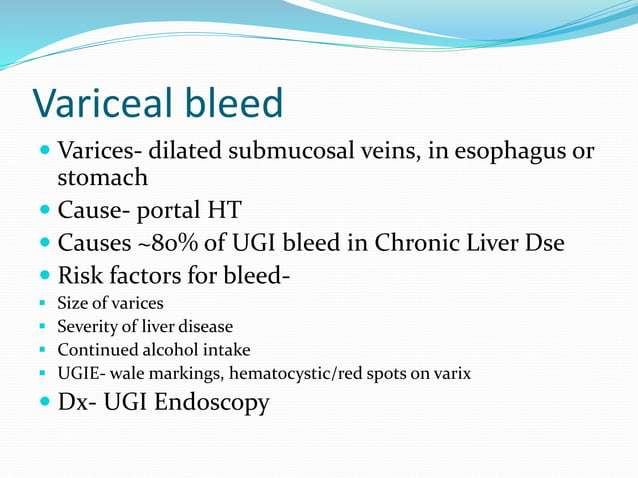 Variceal bleed
• Varices- dilated submucosal veins, in esophagus or
stomach
• Cause- portal HT
• Causes ~80% of UGI bleed in Chronic Liver Dse
• Risk factors for bleed-
▪ Size of varices
▪ Severity of liver disease
▪ Continued alcohol intake
▪ UGIE- wale markings, hematocystic/red spots on varix
• Dx- UGI Endoscopy